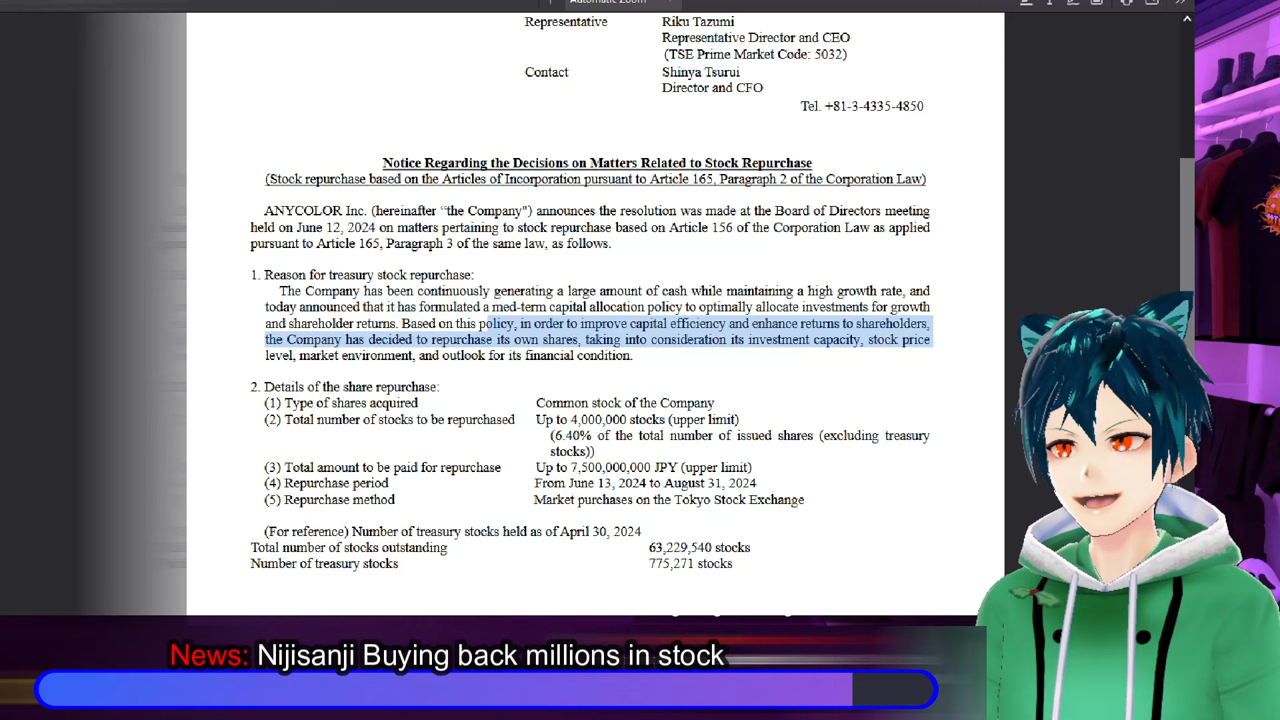 Representative Riku Tazumi
Representative Director and CEO
(TSE Prime Market Code: 5032)
Contact Shinya Tsurui
Director and CFO
Tel. +81-3-4335-4850
Notice Regarding the Decisions on Matters Related to Stock Repurchase
(Stock repurchase based on the Articles of Incorporation pursuant to Article 165, Paragraph 2 of the Corporation Law)
ANYCOLOR Inc. (hereinafter “the Company") announces the resolution was made at the Board of Directors meeting
held on June 12, 2024 on matters pertaining to stock repurchase based on Article 156 of the Corporation Law as applied
pursuant to Article 165, Paragraph 3 of the same law, as follows.
1. Reason for treasury stock repurchase:
The Company has been continuously generating a large amount of cash while maintaining a high growth rate, and
today announced that it has formulated a med-term capital allocation policy to optimally allocate investments for growth
and shareholder returns. Based on this policy, in order to improve capital efficiency and enhance returns to shareholders,
the Company has decided to repurchase its own shares, taking into consideration its investment capacity, stock price
level, market environment, and outlook for its financial condition.
2. Details of the share repurchase:
(1) Type of shares acquired Common stock of the Company
(2) Total number of stocks to be repurchased Up to 4,000,000 stocks (upper limit)
(6.40% of the total number of issued shares (excluding treasury
stocks))
(3) Total amount to be paid for repurchase Up to 7,500,000,000 JPY (upper limit)
(4) Repurchase period From June 13, 2024 to August 31, 2024
(5) Repurchase method Market purchases on the Tokyo Stock Exchange
(For reference) Number of treasury stocks held as of April 30, 2024
Total number of stocks outstanding 63,229,540 stocks
Number of treasury stocks 775,271 stocks
News: Nijisanji Buying back millions in stock